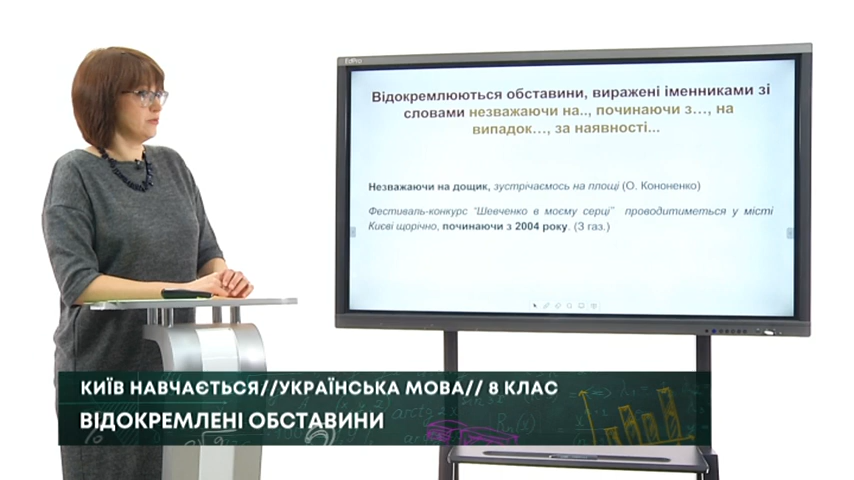 EdPro
Відокремлюються обставини, виражені іменниками зі
словами незважаючи на.., починаючи з…, на
випадок…, за наявності...
Незважаючи на дощик, зустрічаємось на площі (О. Кононенко)
Фестиваль-конкурс “Шевченко в моєму серці” проводитиметься у місті
Києві щорічно, починаючи з 2004 року. (З газ.)
КИЇВ НАВЧАЄТЬСЯ//УКРАЇНСЬКА МОВА// 8 КЛАС
ВІДОКРЕМЛЕНІ ОБСТАВИНИ